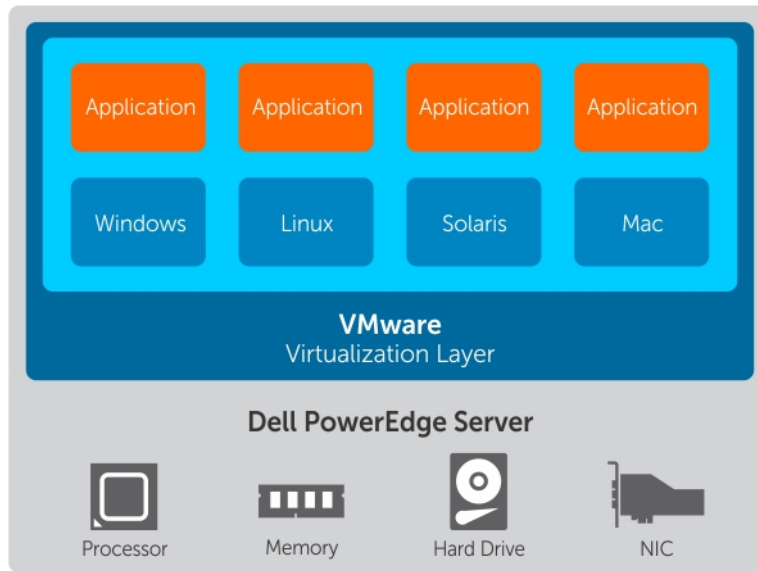 Application
Application
Application
Application
Windows
Linux
Solaris
Mac
VMware
Virtualization Layer
Dell PowerEdge Server
Processor
Memory
Hard Drive
NIC